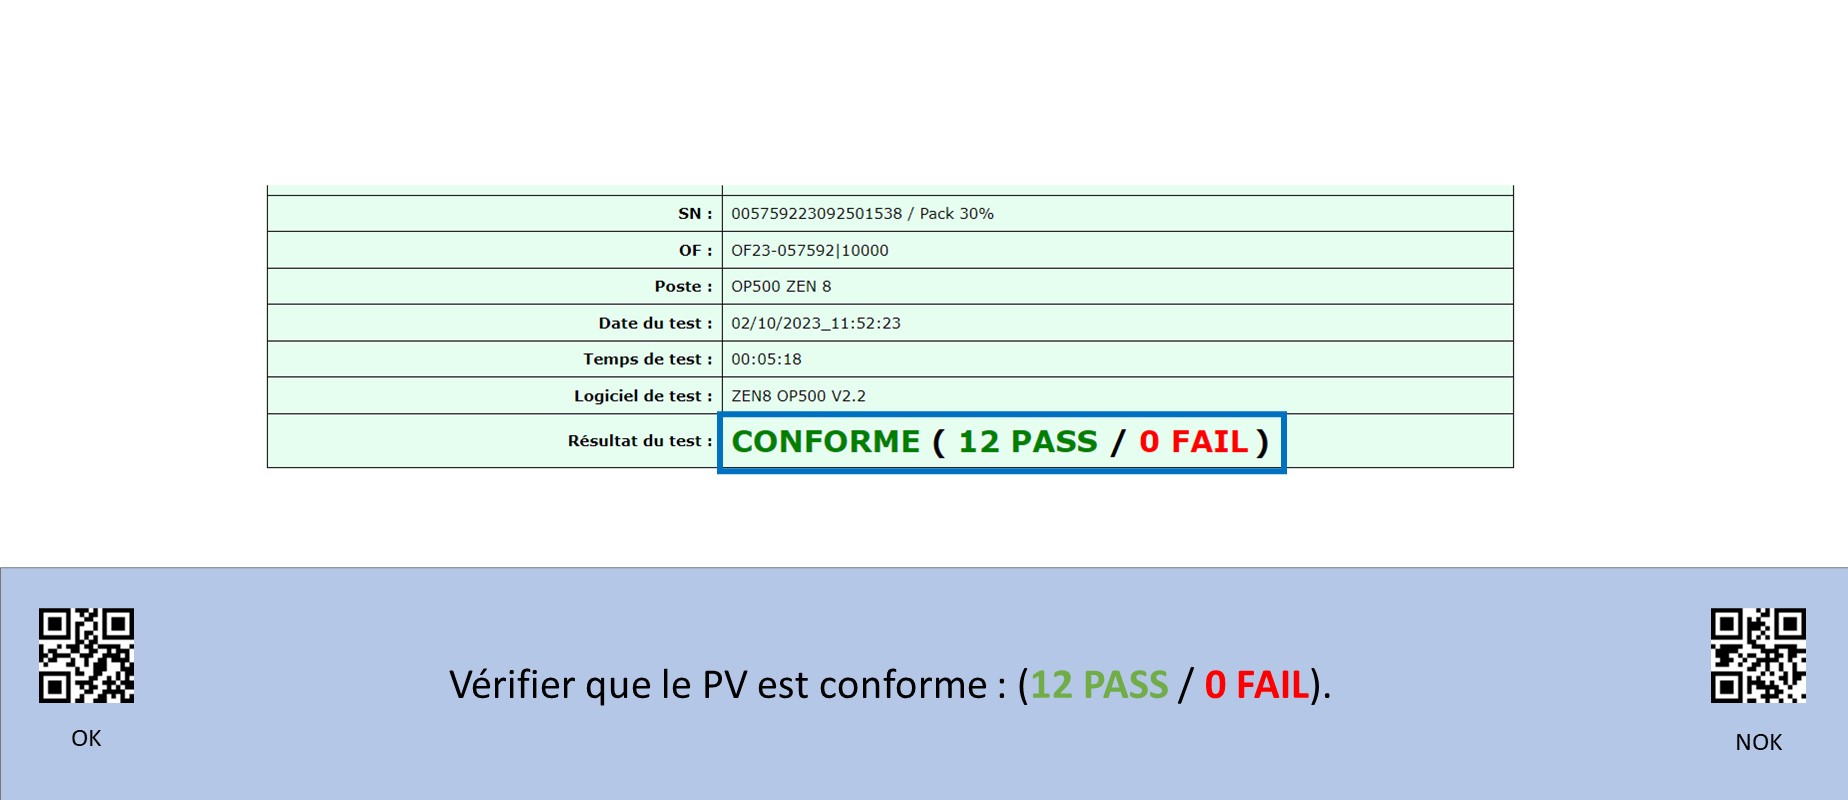 SN : 005759223092501538 / Pack 30%
OF : OF23-057592|10000
Poste : OP500 ZEN 8
Date du test : 02/10/2023_11:52:23
Temps de test : 00:05:18
Logiciel de test : ZEN8 OP500 V2.2
Résultat du test : CONFORME ( 12 PASS / 0 FAIL )
Vérifier que le PV est conforme : (12 PASS / 0 FAIL).
OK
NOK